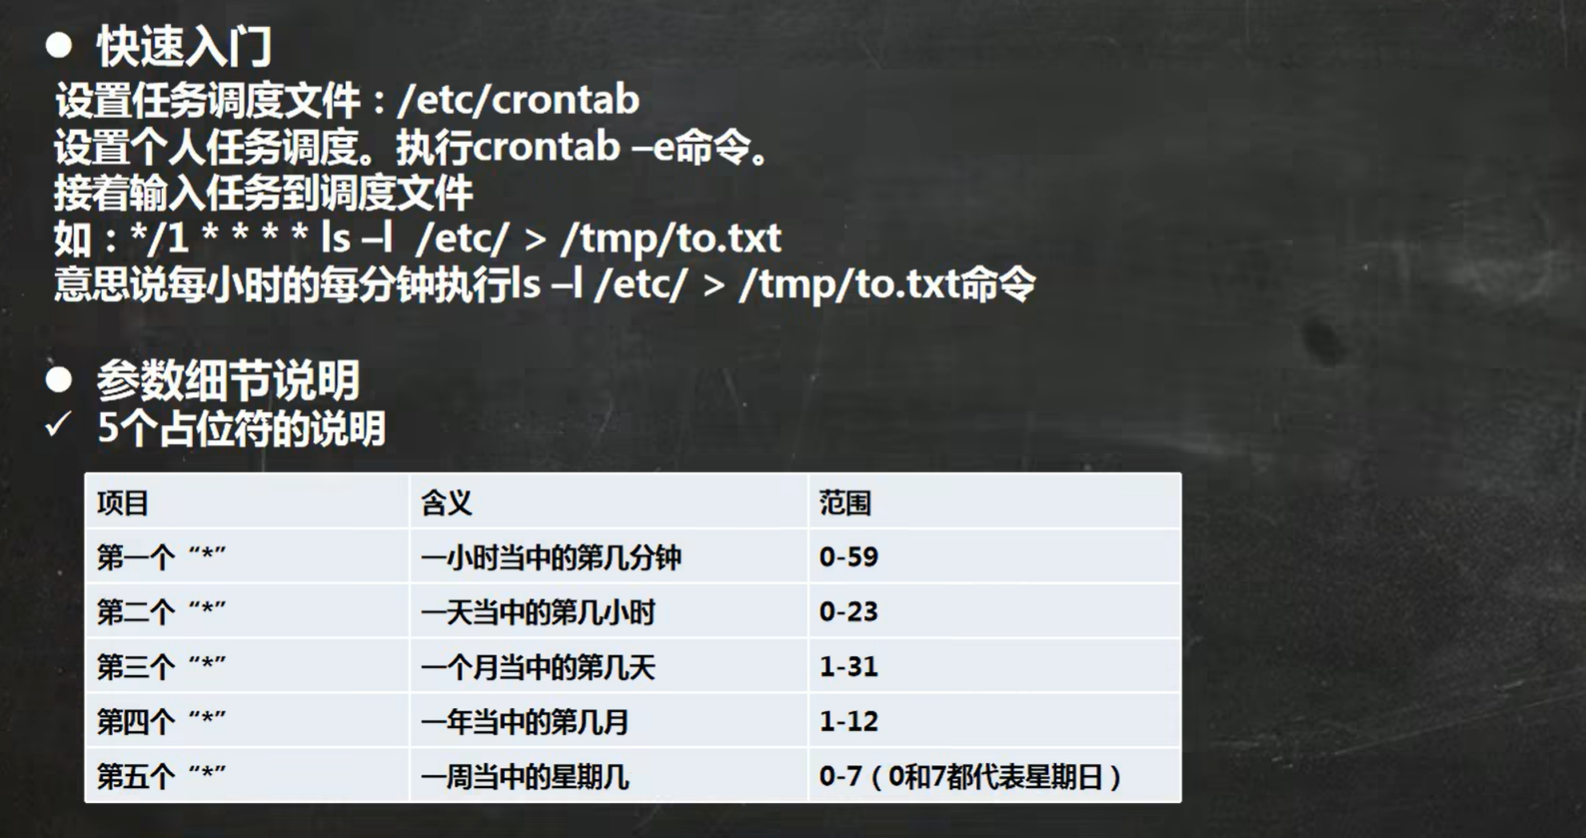 ● 快速入门
设置任务调度文件：/etc/crontab
设置个人任务调度。执行crontab –e命令。
接着输入任务到调度文件
如：*/1 * * * * ls –l  /etc/ > /tmp/to.txt
意思说每小时的每分钟执行ls –l /etc/ > /tmp/to.txt命令
● 参数细节说明
✓ 5个占位符的说明
项目 含义 范围
第一个 “*” 一小时当中的第几分钟 0-59
第二个 “*” 一天当中的第几小时 0-23
第三个 “*” 一个月当中的第几天 1-31
第四个 “*” 一年当中的第几月 1-12
第五个 “*” 一周当中的星期几 0-7（0和7都代表星期日）